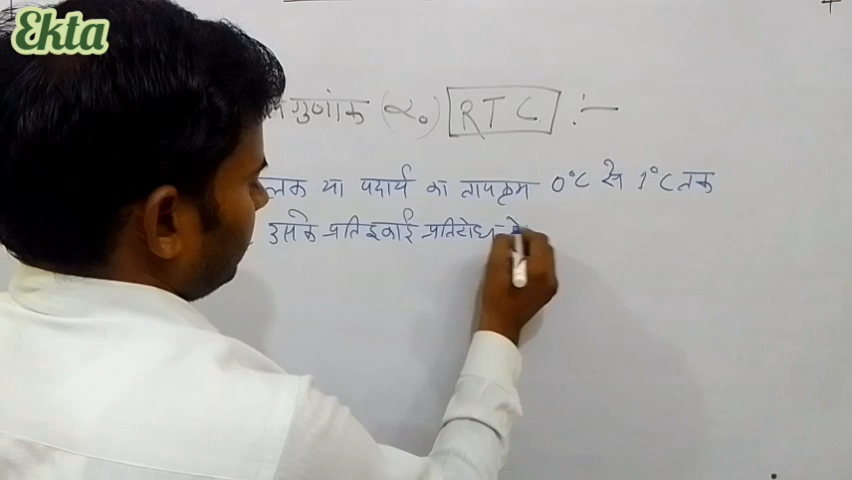 Ekta
गुणांक (α₀) RTC :—
लक या पदार्थ का तापक्रम 0°C से 1°C तक
उसके प्रति इकाई प्रतिरोध मे